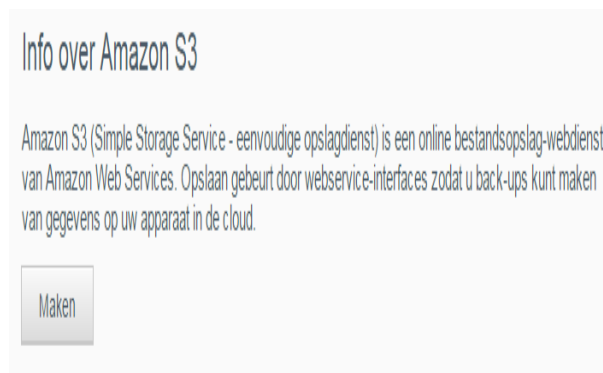 Info over Amazon S3
Amazon S3 (Simple Storage Service - eenvoudige opslagdienst) is een online bestandsopslag-webdienst
van Amazon Web Services. Opslaan gebeurt door webservice-interfaces zodat u back-ups kunt maken
van gegevens op uw apparaat in de cloud.
Maken